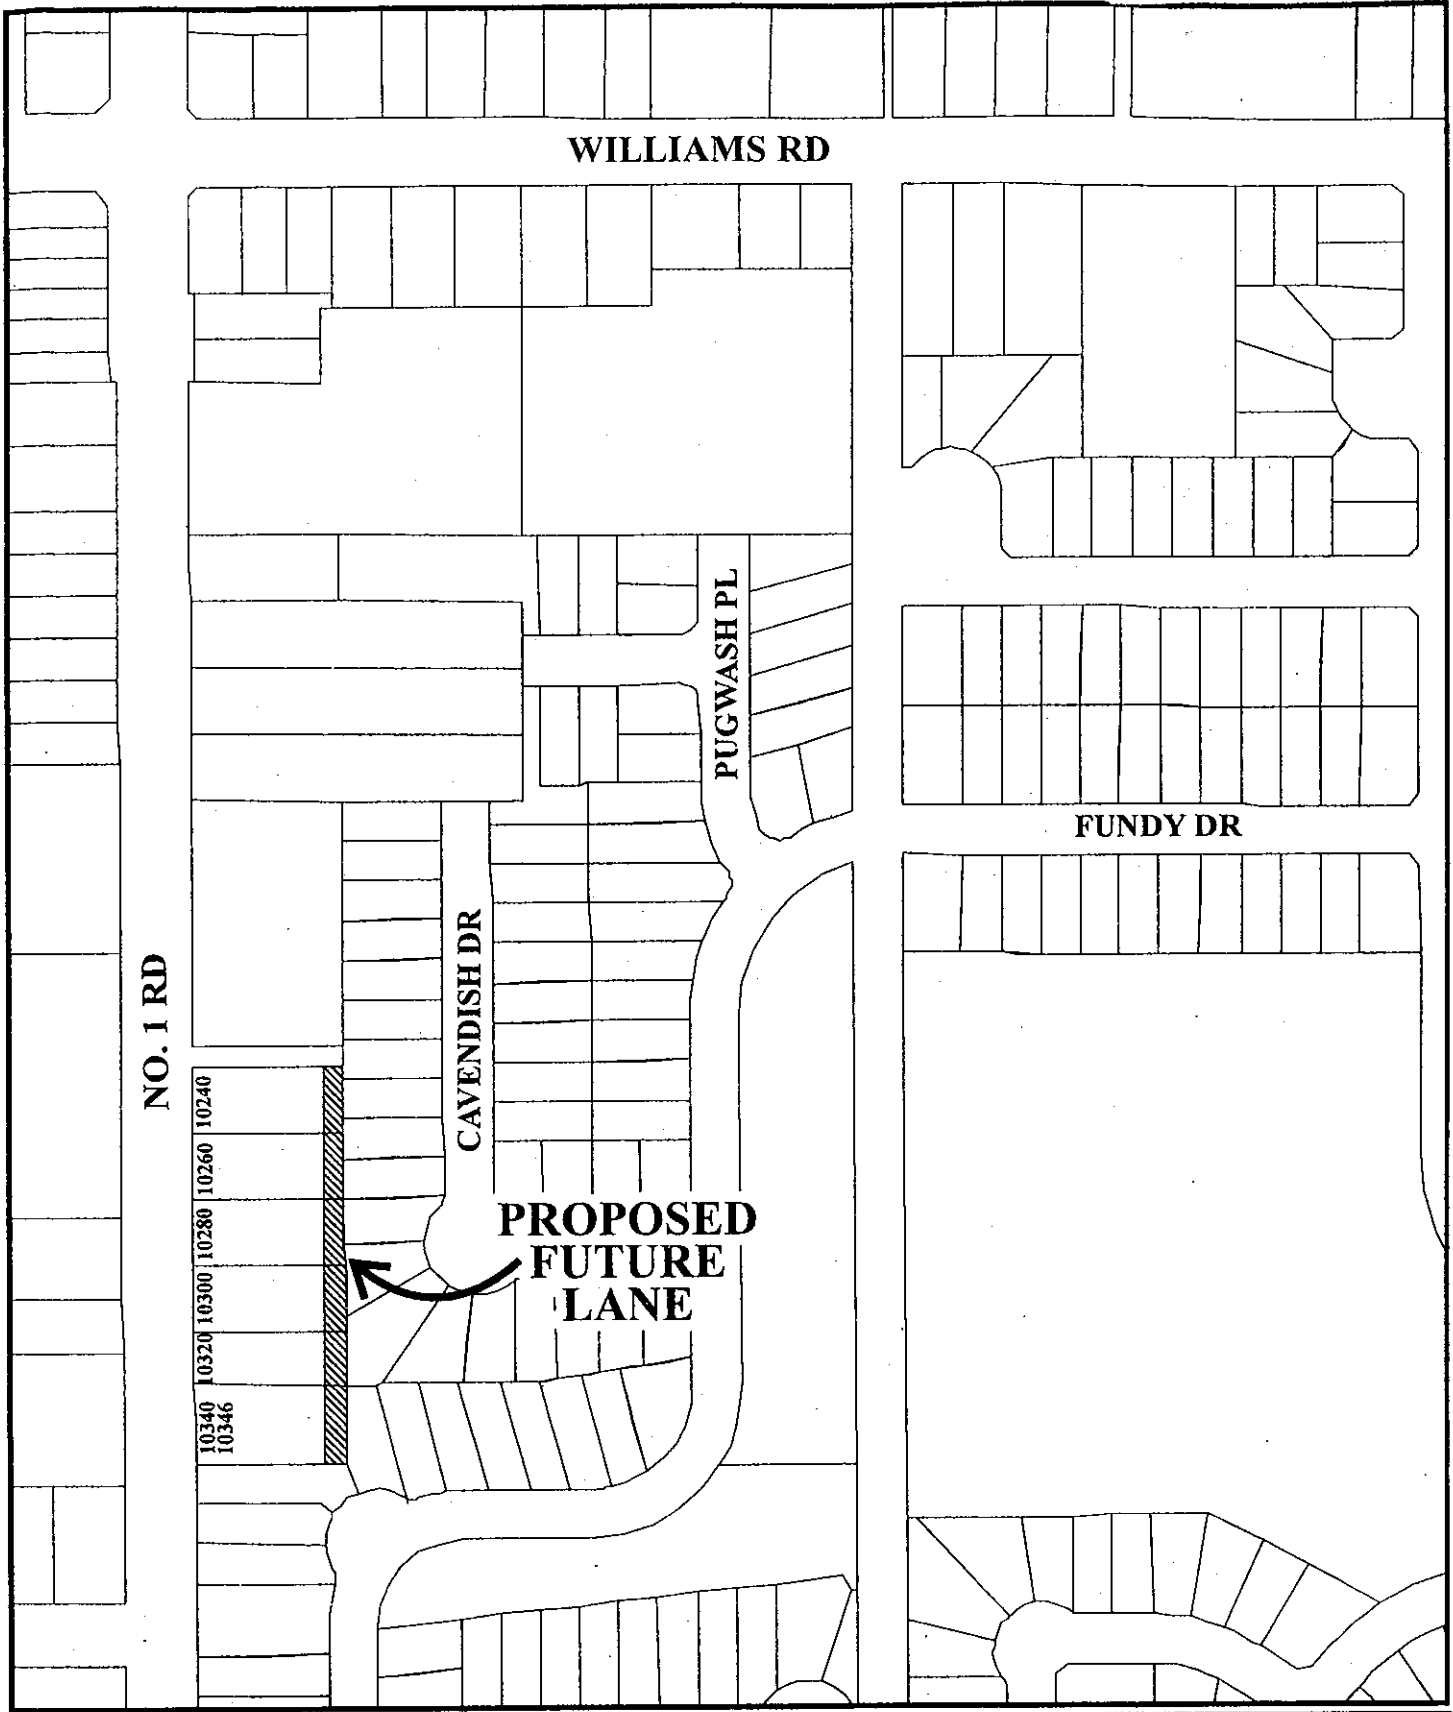 WILLIAMS RD
PUGWASH PL
FUNDY DR
CAVENDISH DR
NO. 1 RD
10240
10260
10280
10300
10320
10340
10346
PROPOSED
FUTURE
LANE